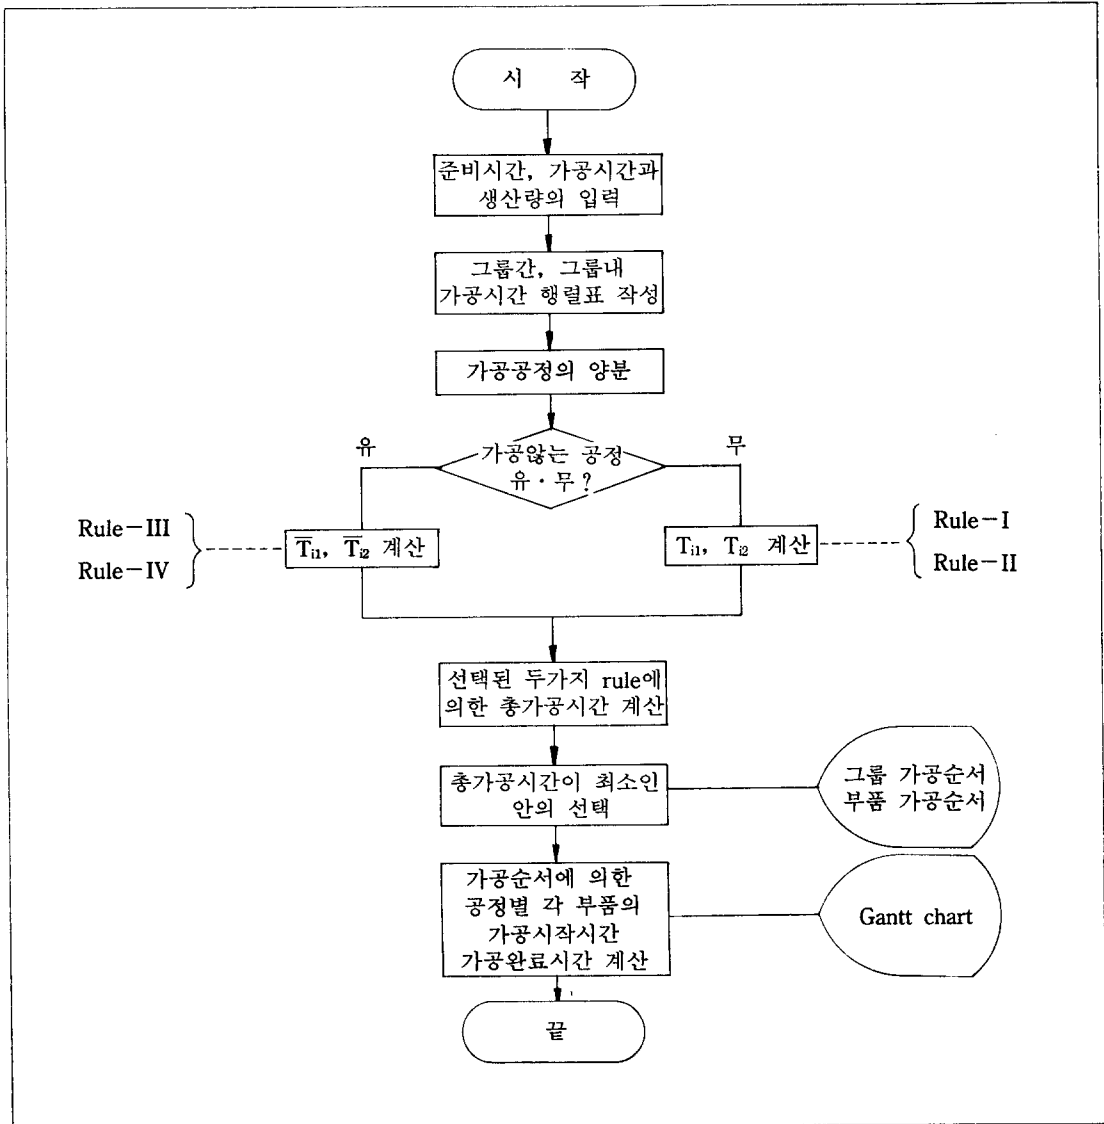 시 작
준비시간, 가공시간과
생산량의 입력
그룹간, 그룹내
가공시간 행렬표 작성
가공공정의 양분
유
가공않는 공정
유·무?
무
Rule-III
Rule-IV
T̅i1, T̅i2 계산
Ti1, Ti2 계산
Rule-I
Rule-II
선택된 두가지 rule에
의한 총가공시간 계산
총가공시간이 최소인
안의 선택
그룹 가공순서
부품 가공순서
가공순서에 의한
공정별 각 부품의
가공시작시간
가공완료시간 계산
Gantt chart
끝